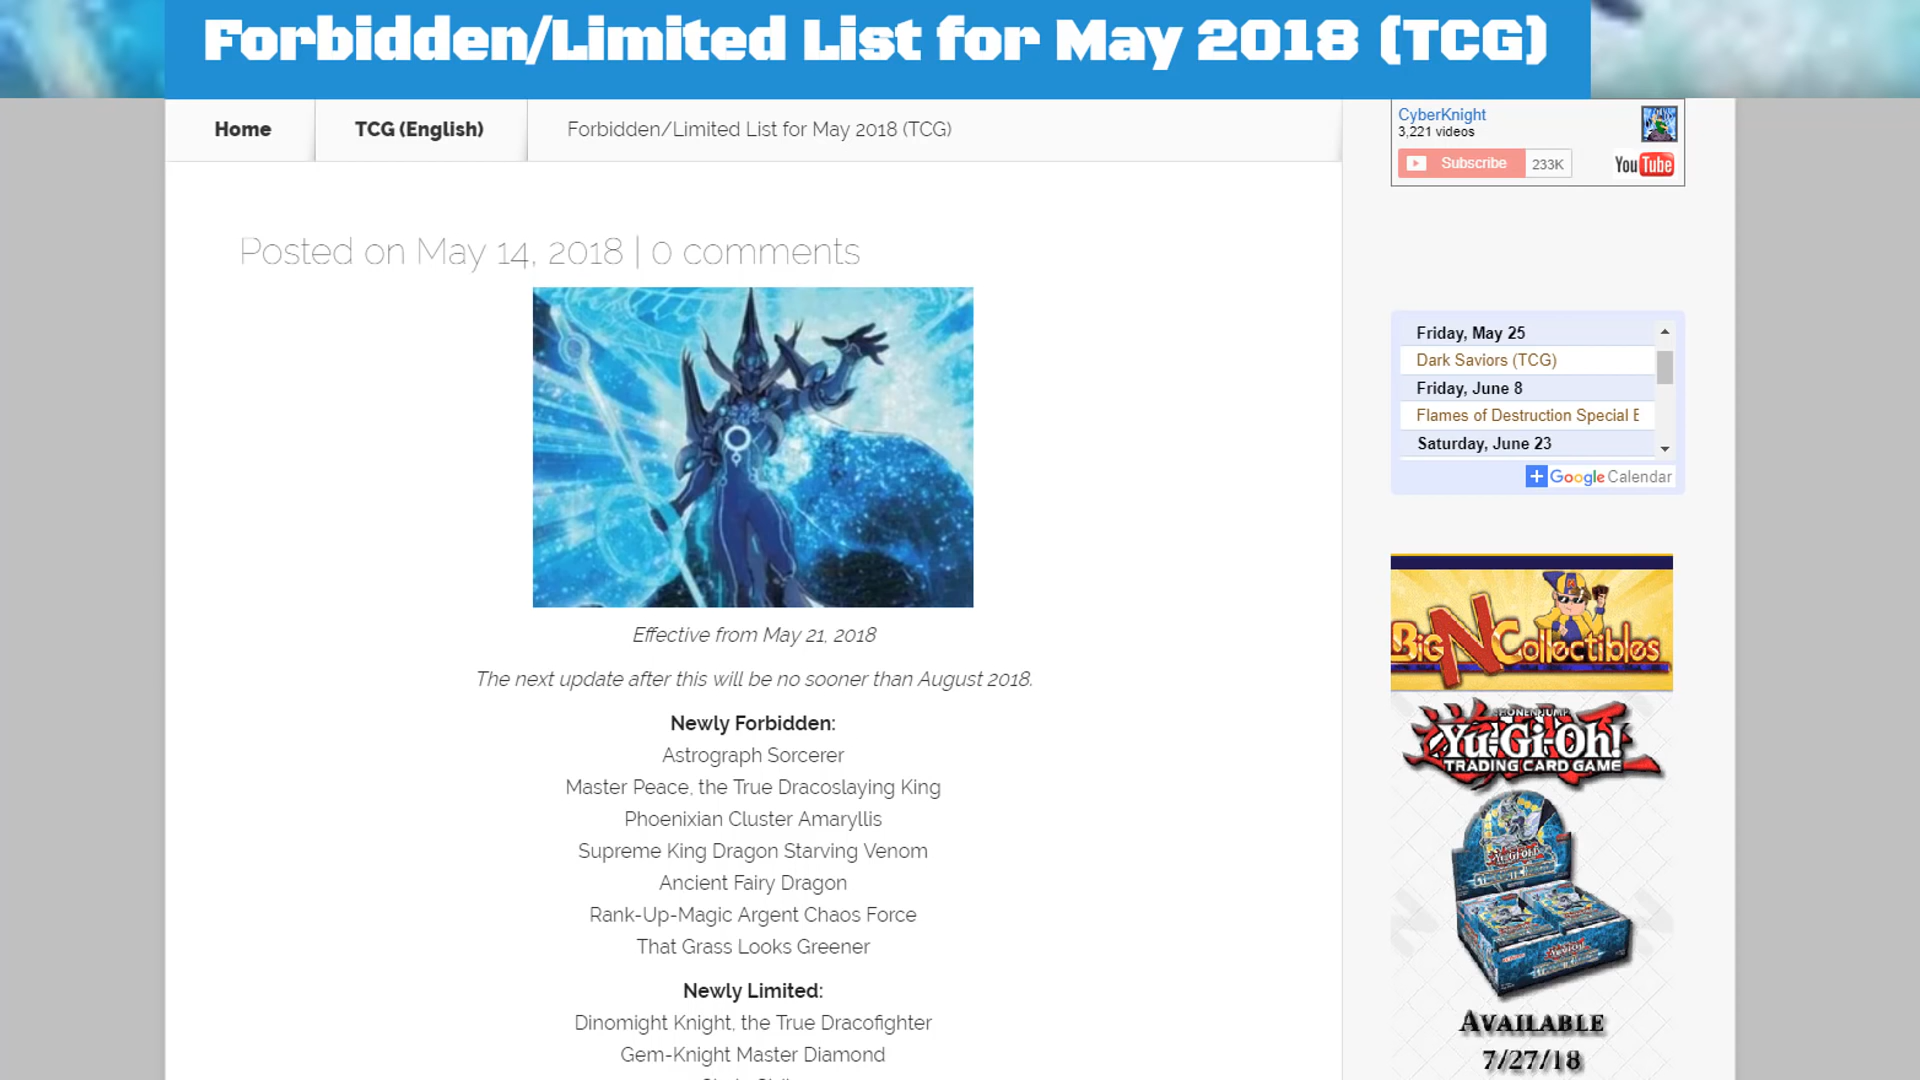 Forbidden/Limited List for May 2018 (TCG)
Home
TCG (English)
Forbidden/Limited List for May 2018 (TCG)
CyberKnight
3,221 videos
Subscribe
233K
YouTube
Posted on May 14, 2018 | 0 comments
Friday, May 25
Dark Saviors (TCG)
Friday, June 8
Flames of Destruction Special E
Saturday, June 23
Google Calendar
Effective from May 21, 2018
The next update after this will be no sooner than August 2018.
Newly Forbidden:
Astrograph Sorcerer
Master Peace, the True Dracoslaying King
Phoenixian Cluster Amaryllis
Supreme King Dragon Starving Venom
Ancient Fairy Dragon
Rank-Up-Magic Argent Chaos Force
That Grass Looks Greener
Newly Limited:
Dinomight Knight, the True Dracofighter
Gem-Knight Master Diamond
Big N Collectibles
SHONEN JUMP
Yu-Gi-Oh!
TRADING CARD GAME
AVAILABLE
7/27/18